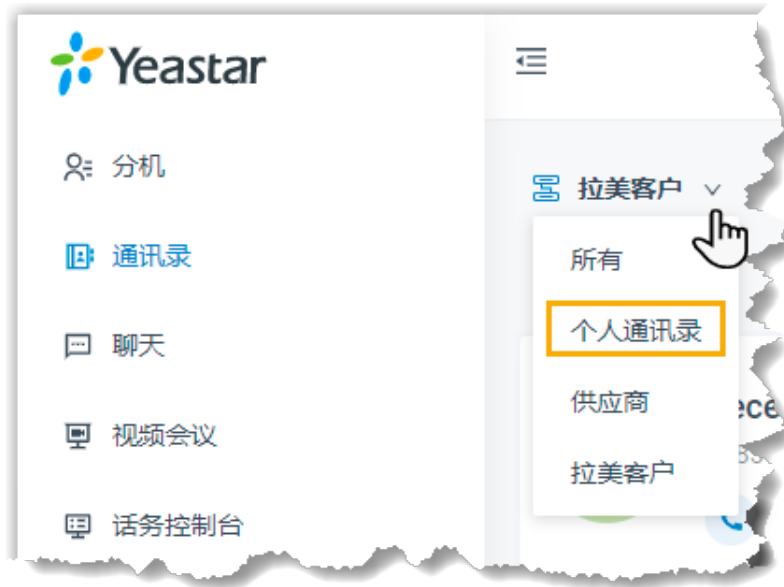 Yeastar
分机
通讯录
聊天
视频会议
话务控制台
拉美客户
所有
个人通讯录
供应商
拉美客户